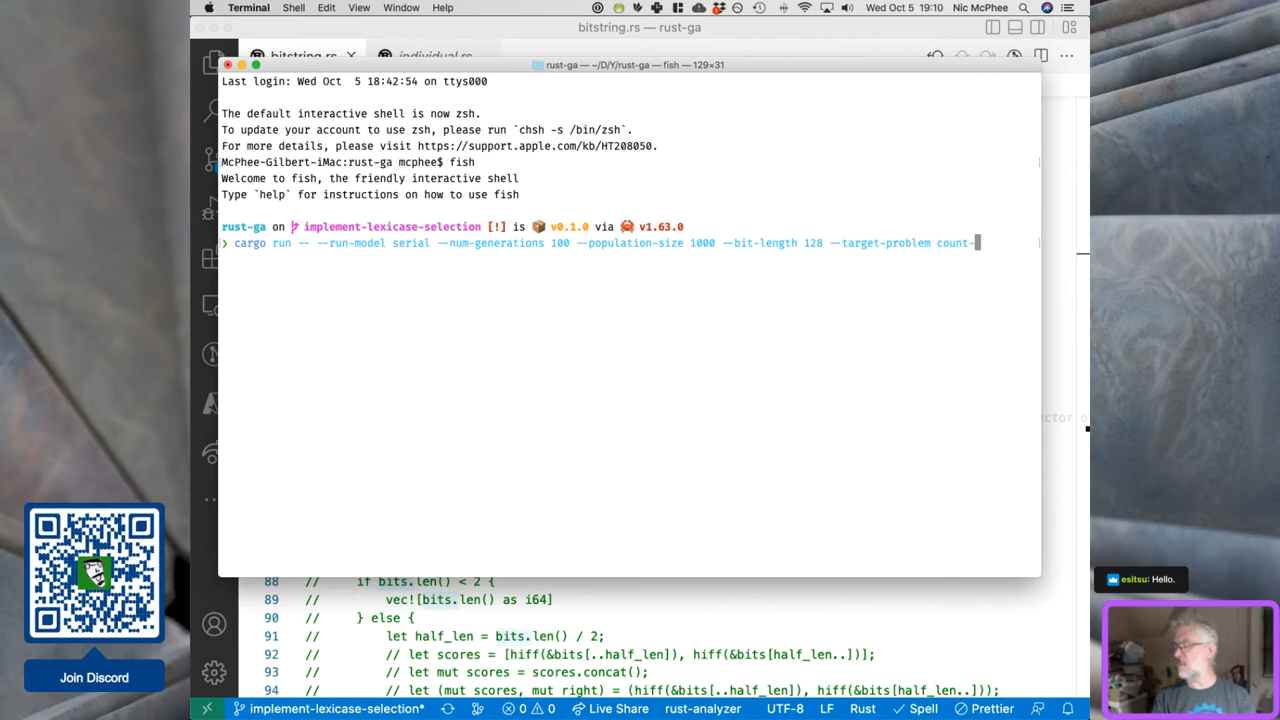 Terminal Shell Edit View Window Help Wed Oct 5 19:10 Nic McPhee
bitstring.rs — rust-ga
bitstring.rs individual.rs
rust-ga — ~/D/Y/rust-ga — fish — 129×31
Last login: Wed Oct  5 18:42:54 on ttys000
The default interactive shell is now zsh.
To update your account to use zsh, please run `chsh -s /bin/zsh`.
For more details, please visit https://support.apple.com/kb/HT208050.
McPhee-Gilbert-iMac:rust-ga mcphee$ fish
Welcome to fish, the friendly interactive shell
Type `help` for instructions on how to use fish
rust-ga on implement-lexicase-selection [!] is 📦 v0.1.0 via 🦀 v1.63.0
❯ cargo run -- --run-model serial --num-generations 100 --population-size 1000 --bit-length 128 --target-problem count-
ector o
88 //     if bits.len() < 2 {
89 //         vec![bits.len() as i64]
90 //     } else {
91 //         let half_len = bits.len() / 2;
92 //         // let scores = [hiff(&bits[..half_len]), hiff(&bits[half_len..])];
93 //         // let mut scores = scores.concat();
94 //         // let (mut scores, mut right) = (hiff(&bits[..half_len]), hiff(&bits[half_len..]));
implement-lexicase-selection* 0 0 Live Share rust-analyzer UTF-8 LF Rust Spell Prettier
Join Discord
esitsu: Hello.